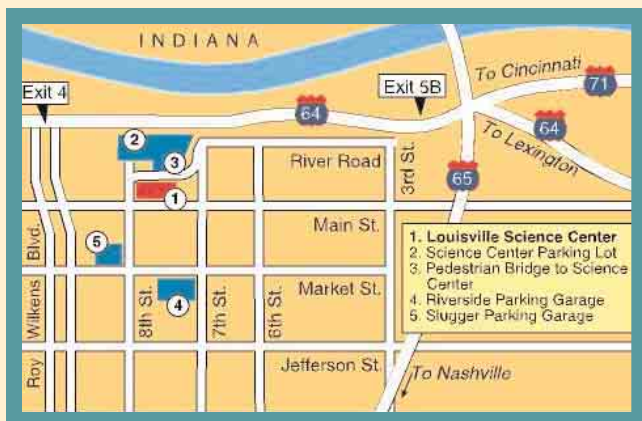 INDIANA
Exit 4
Exit 5B
To Cincinnati
71
64
64
To Lexington
2
3
River Road
3rd St.
65
1
Main St.
5
Blvd.
Wilkens
Roy
8th St.
4
7th St.
6th St.
Market St.
Jefferson St.
To Nashville
1. Louisville Science Center
2. Science Center Parking Lot
3. Pedestrian Bridge to Science
Center
4. Riverside Parking Garage
5. Slugger Parking Garage